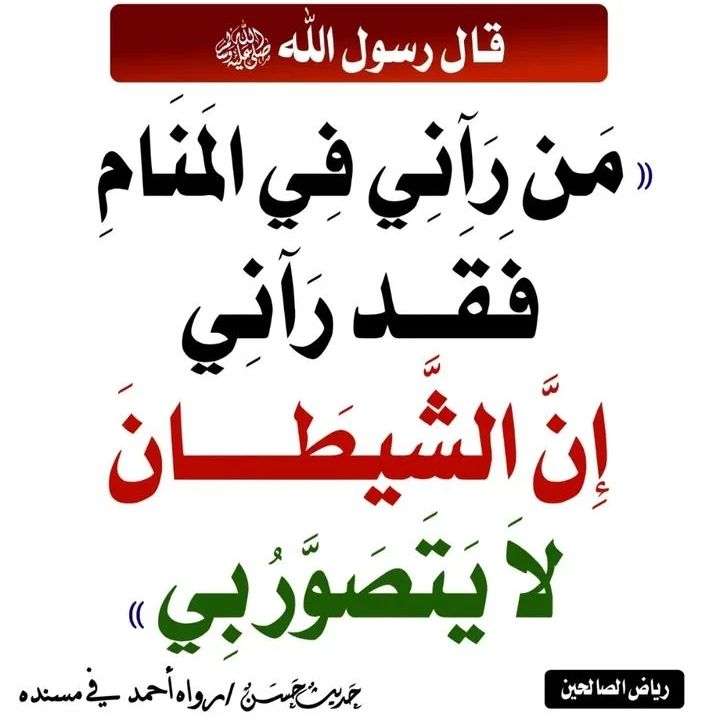 قال رسول الله ﷺ
« مَن رَآنِي فِي المَنَامِ
فقد رَآنِي
إِنَّ الشَّيطَانَ
لاَ يَتَصَوَّرُ بِي »
حديث حسن / رواه أحمد في مسنده
رياض الصالحين